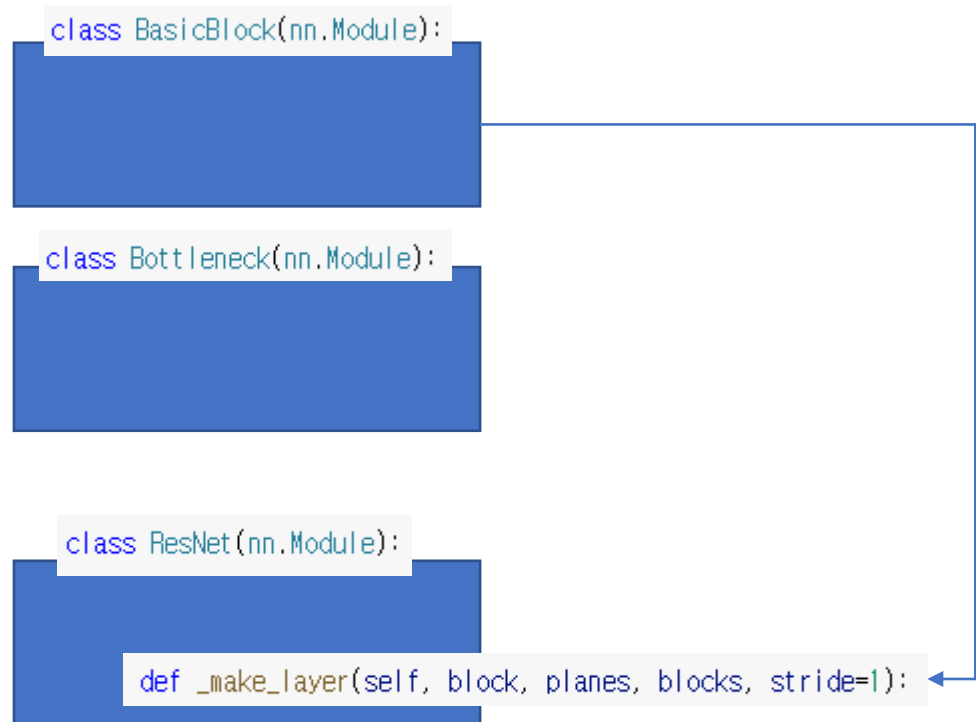 class BasicBlock(nn.Module):
class Bottleneck(nn.Module):
class ResNet(nn.Module):
def _make_layer(self, block, planes, blocks, stride=1):